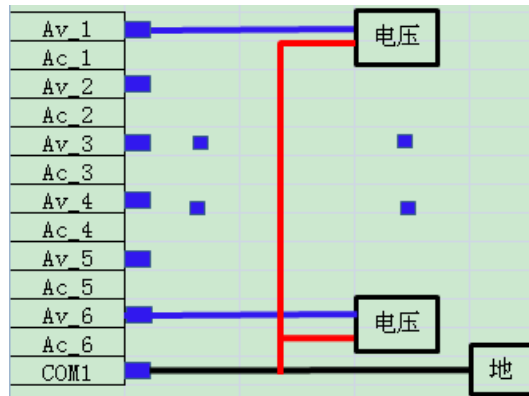 Av_1
电压
Ac_1
Av_2
Ac_2
Av_3
Ac_3
Av_4
Ac_4
Av_5
Ac_5
Av_6
电压
Ac_6
COM1
地